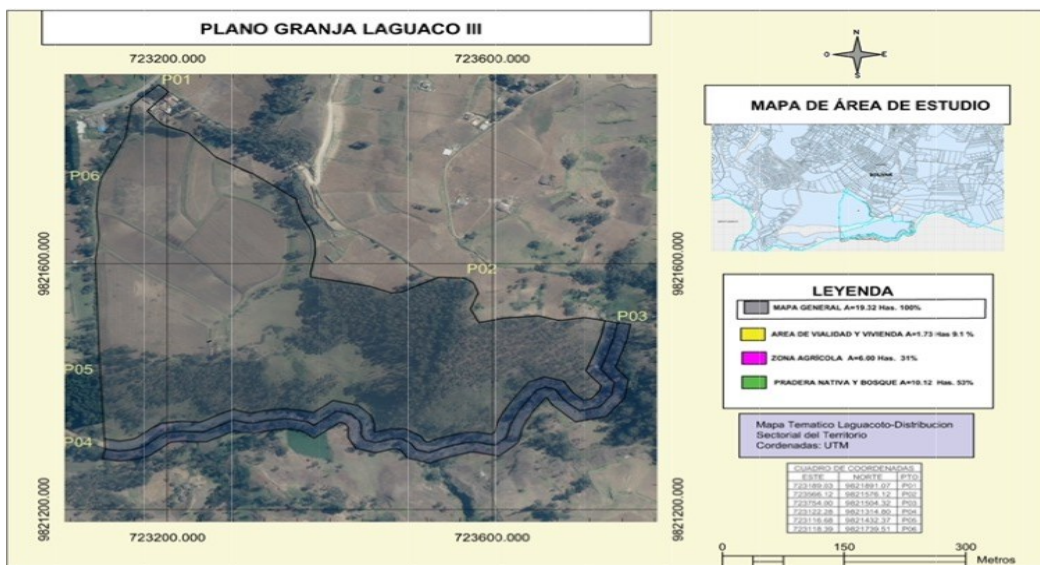 PLANO GRANJA LAGUACO III
723200.000 723600.000
P01
P06
P02
P03
P05
P04
9821600.000
9821200.000
9821600.000
9821200.000
723200.000 723600.000
N
O E
S
MAPA DE ÁREA DE ESTUDIO
LEYENDA
MAPA GENERAL A=19.32 Has. 100%
AREA DE VIALIDAD Y VIVIENDA A=1.73 Has 9.1 %
ZONA AGRÍCOLA A=6.00 Has. 31%
PRADERA NATIVA Y BOSQUE A=10.12 Has. 53%
Mapa Tematico Laguacoto-Distribucion
Sectorial del Territorio
Cordenadas: UTM
CUADRO DE COORDENADAS
ESTE NORTE PTO
723189.03 9821891.07 P01
723566.12 9821576.12 P02
723754.00 9821504.32 P03
723122.28 9821314.80 P04
723116.68 9821432.37 P05
723118.39 9821739.51 P06
0 150 300
Metros